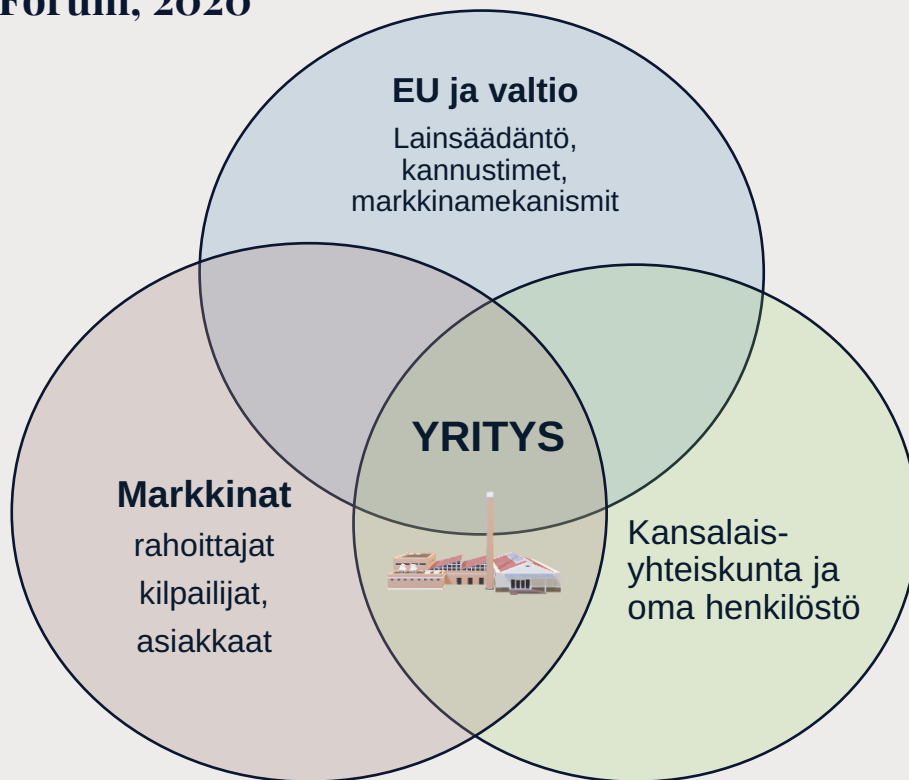 Forum, 2020
EU ja valtio
Lainsäädäntö,
kannustimet,
markkinamekanismit
YRITYS
Markkinat
rahoittajat
kilpailijat,
asiakkaat
Kansalais-
yhteiskunta ja
oma henkilöstö